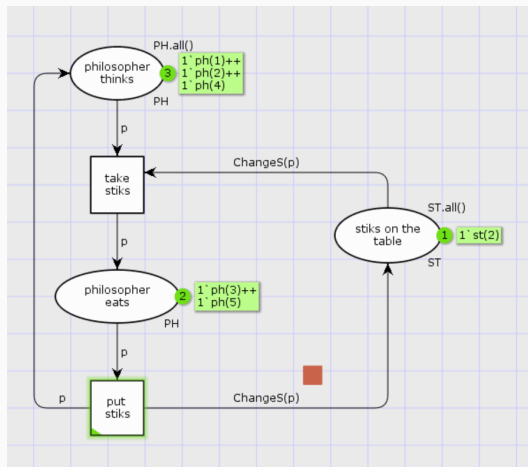 PH.all()
philosopher
thinks
3
1`ph(1)++
1`ph(2)++
1`ph(4)
PH
p
ChangeS(p)
take
stiks
ST.all()
stiks on the
table
1
1`st(2)
ST
p
philosopher
eats
2
1`ph(3)++
1`ph(5)
PH
p
p
put
stiks
ChangeS(p)